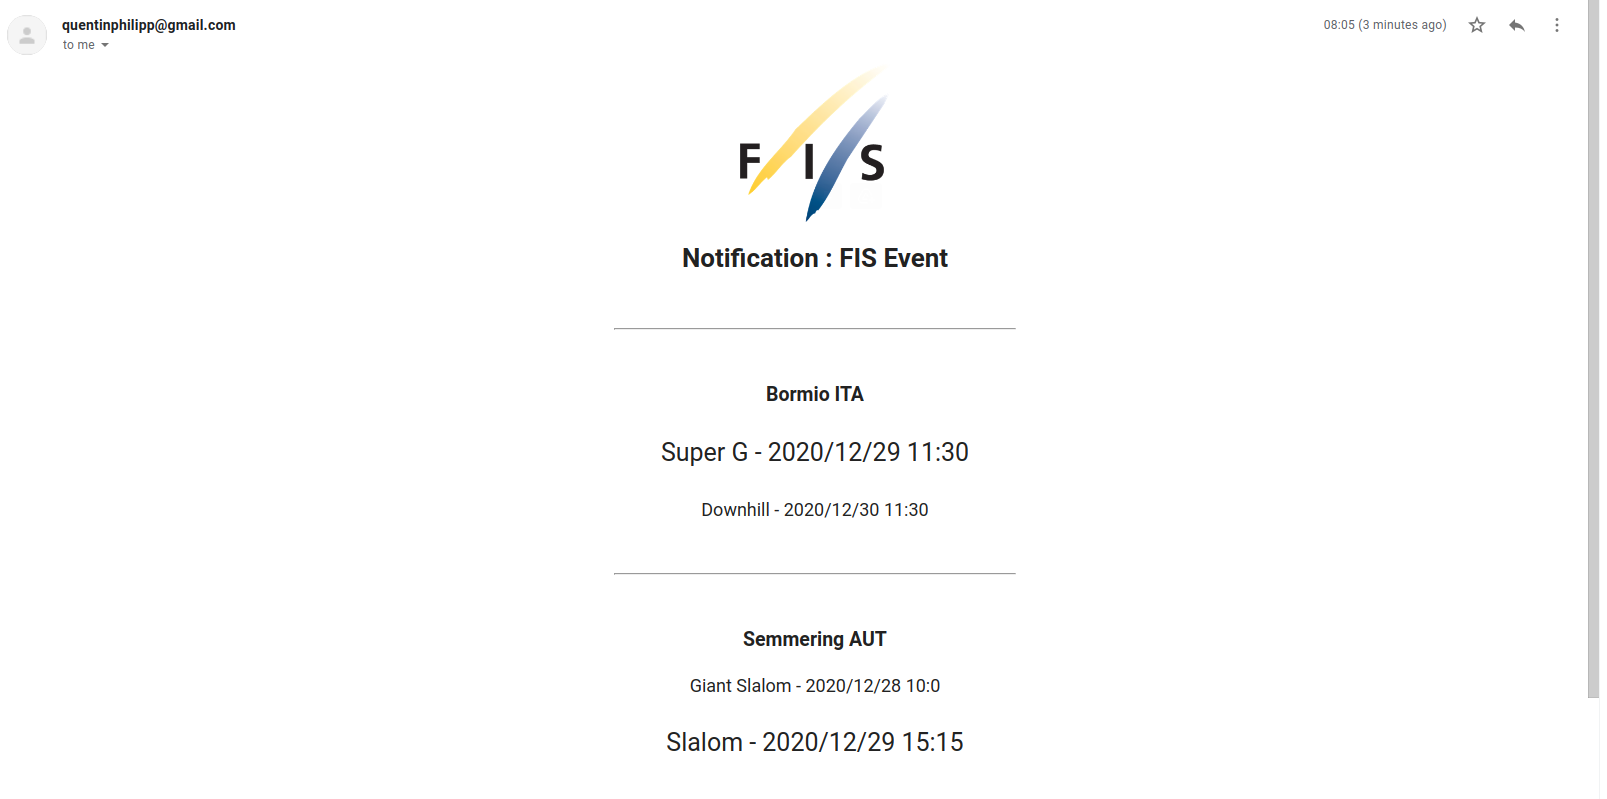 quentinphilipp@gmail.com
08:05 (3 minutes ago)
to me
F I S
Notification : FIS Event
Bormio ITA
Super G - 2020/12/29 11:30
Downhill - 2020/12/30 11:30
Semmering AUT
Giant Slalom - 2020/12/28 10:0
Slalom - 2020/12/29 15:15